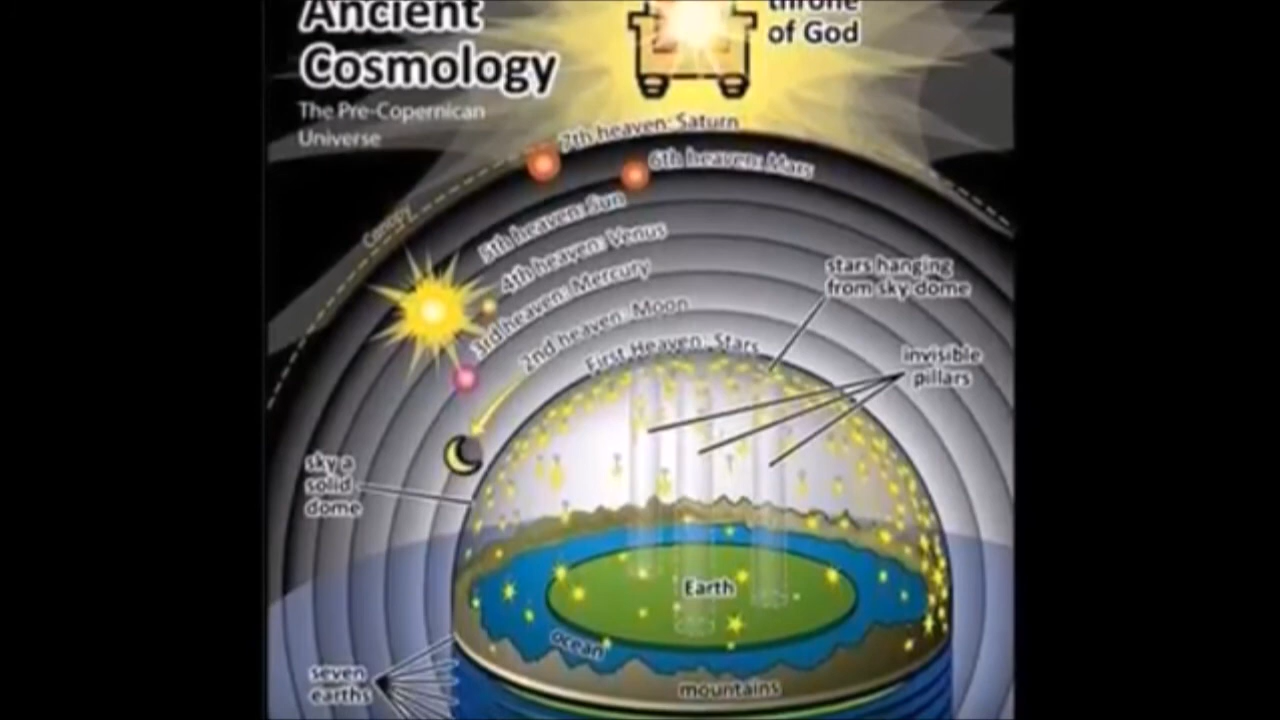 Ancient
Cosmology
The Pre-Copernican
Universe
throne
of God
7th heaven: Saturn
6th heaven: Mars
Canopy
5th heaven: Sun
4th heaven: Venus
3rd heaven: Mercury
2nd heaven: Moon
First Heaven: Stars
stars hanging
from sky dome
invisible
pillars
sky a
solid
dome
Earth
ocean
seven
earths
mountains